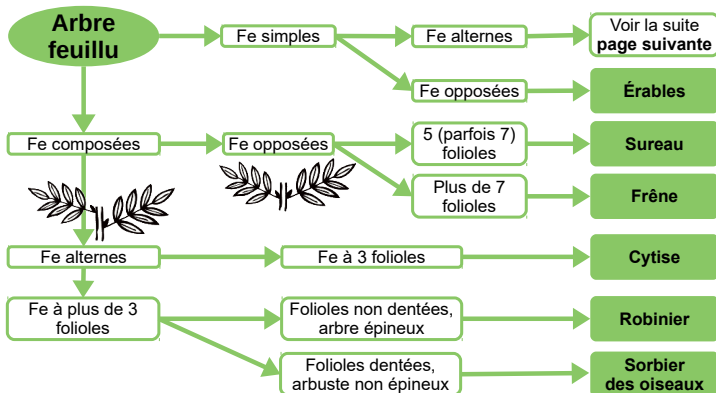 Arbre
feuillu
Fe simples
Fe alternes
Voir la suite
page suivante
Fe opposées
Érables
Fe composées
Fe opposées
5 (parfois 7)
folioles
Sureau
Plus de 7
folioles
Frêne
Fe alternes
Fe à 3 folioles
Cytise
Fe à plus de 3
folioles
Folioles non dentées,
arbre épineux
Robinier
Folioles dentées,
arbuste non épineux
Sorbier
des oiseaux